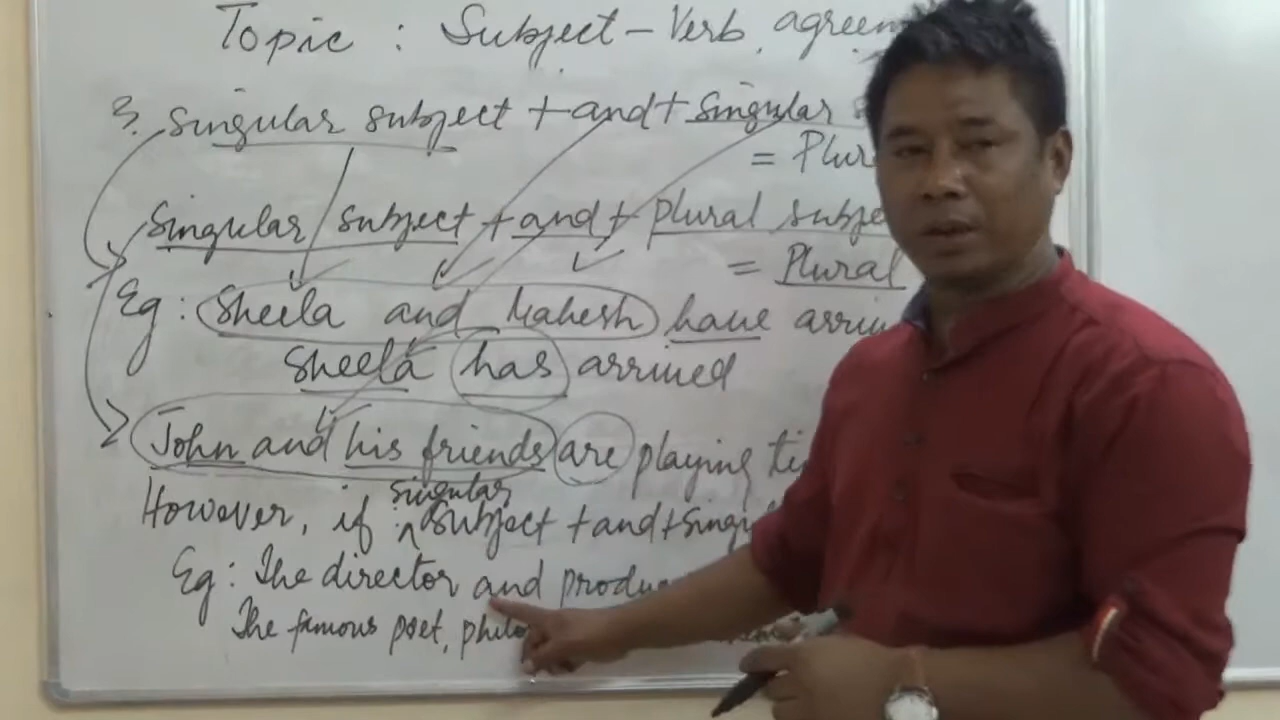 Topic : Subject - Verb agreem
3. Singular subject + and + Singular
= Plur
Singular subject + and + plural subje
= Plural
Eg : Sheela and Mahesh have arriv
Sheela has arrived
John and his friends are playing
singular
However, if subject + and + singu
Eg : The director and produ
The famous poet, philo